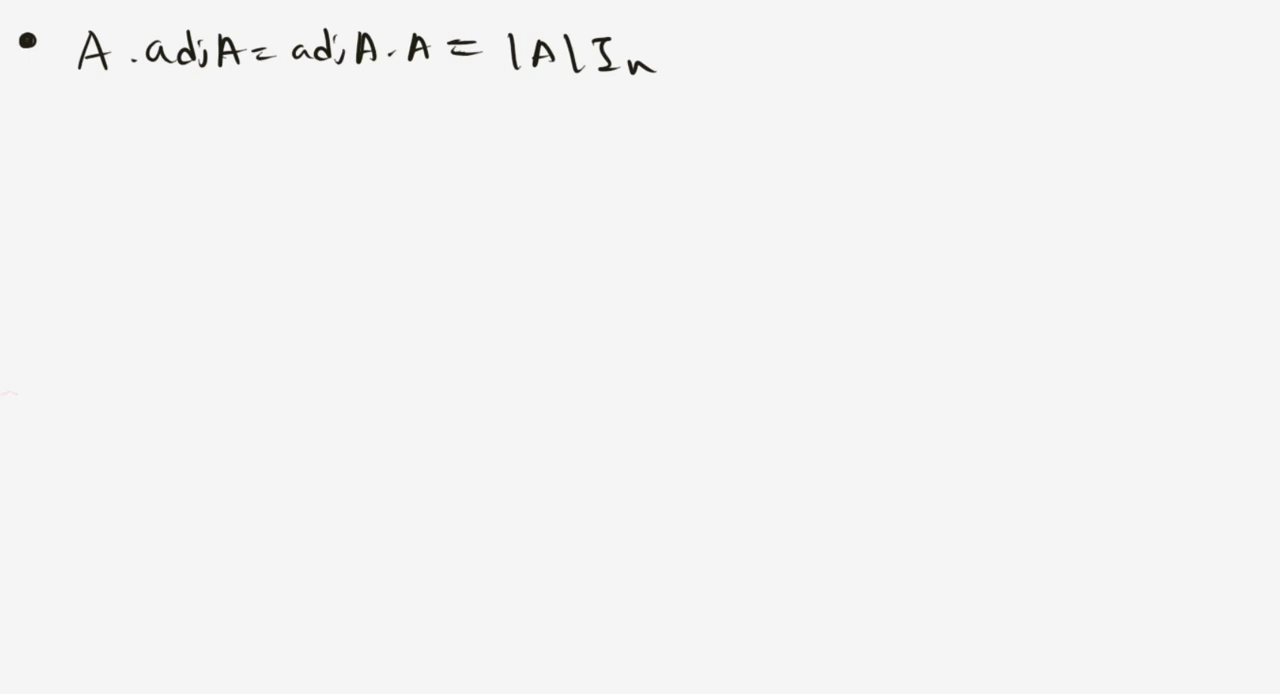 • A . adj A = adj A . A = |A| Iₙ